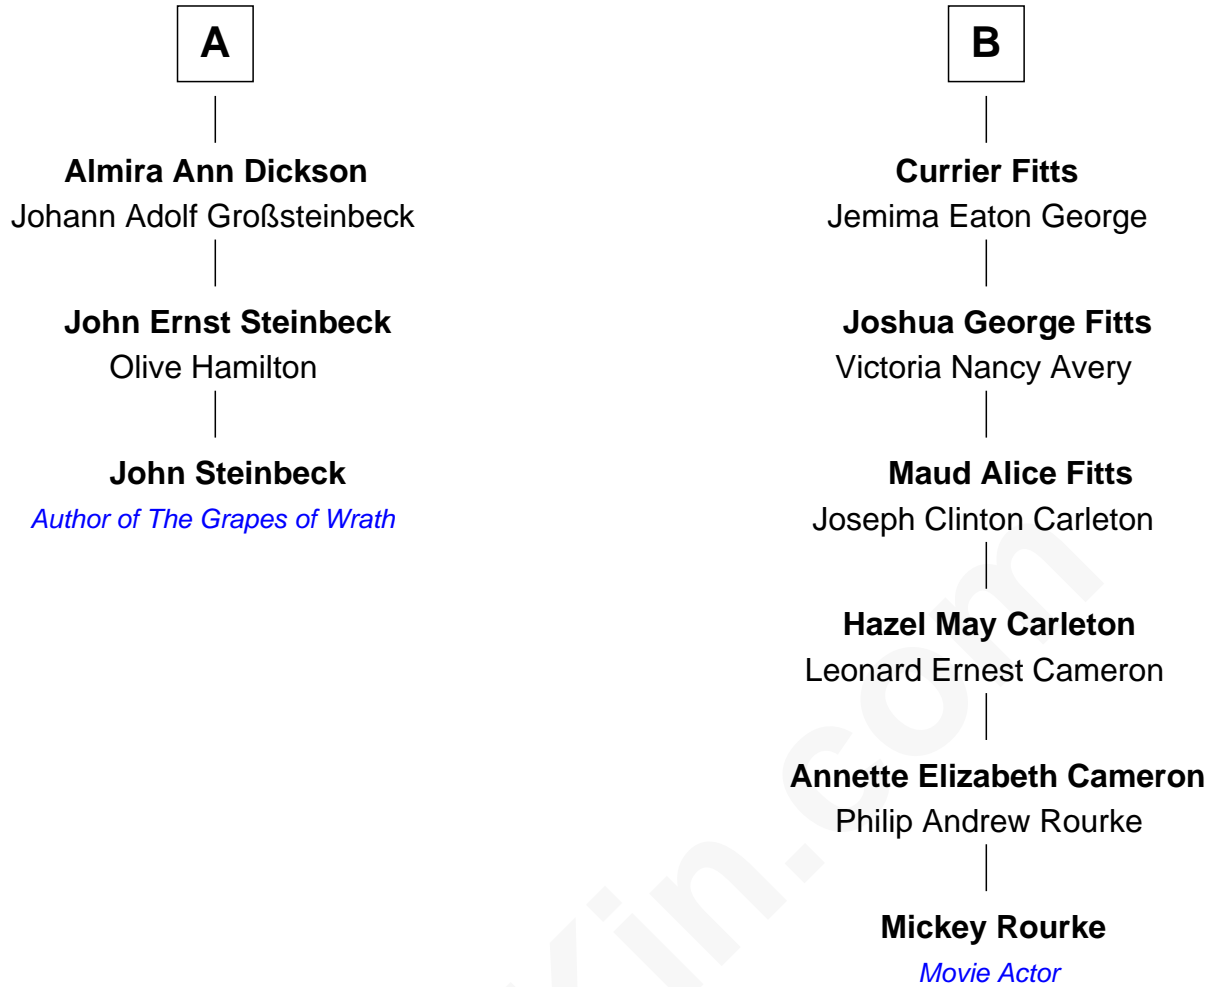 A
Almira Ann Dickson
Johann Adolf Großsteinbeck
John Ernst Steinbeck
Olive Hamilton
John Steinbeck
Author of The Grapes of Wrath
B
Currier Fitts
Jemima Eaton George
Joshua George Fitts
Victoria Nancy Avery
Maud Alice Fitts
Joseph Clinton Carleton
Hazel May Carleton
Leonard Ernest Cameron
Annette Elizabeth Cameron
Philip Andrew Rourke
Mickey Rourke
Movie Actor
Kin.com